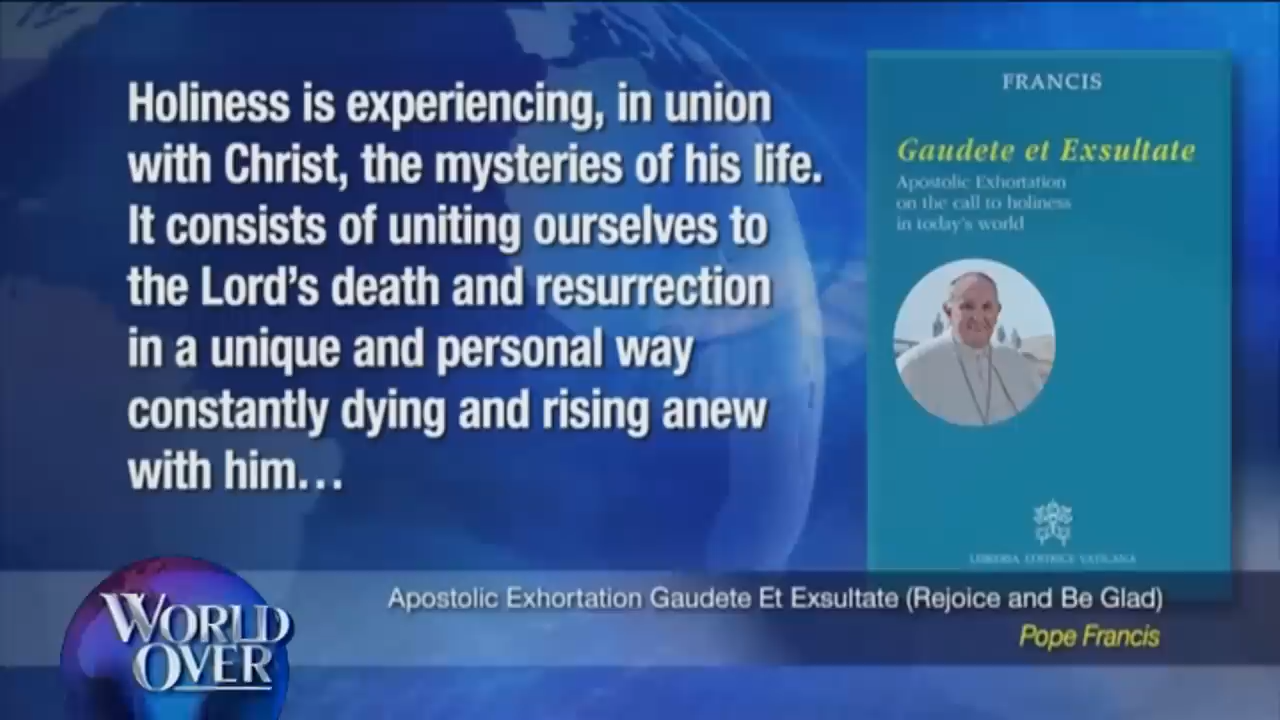 Holiness is experiencing, in union
with Christ, the mysteries of his life.
It consists of uniting ourselves to
the Lord's death and resurrection
in a unique and personal way
constantly dying and rising anew
with him…
FRANCIS
Gaudete et Exsultate
Apostolic Exhortation
on the call to holiness
in today's world
LIBRERIA EDITRICE VATICANA
Apostolic Exhortation Gaudete Et Exsultate (Rejoice and Be Glad)
Pope Francis
WORLD
OVER